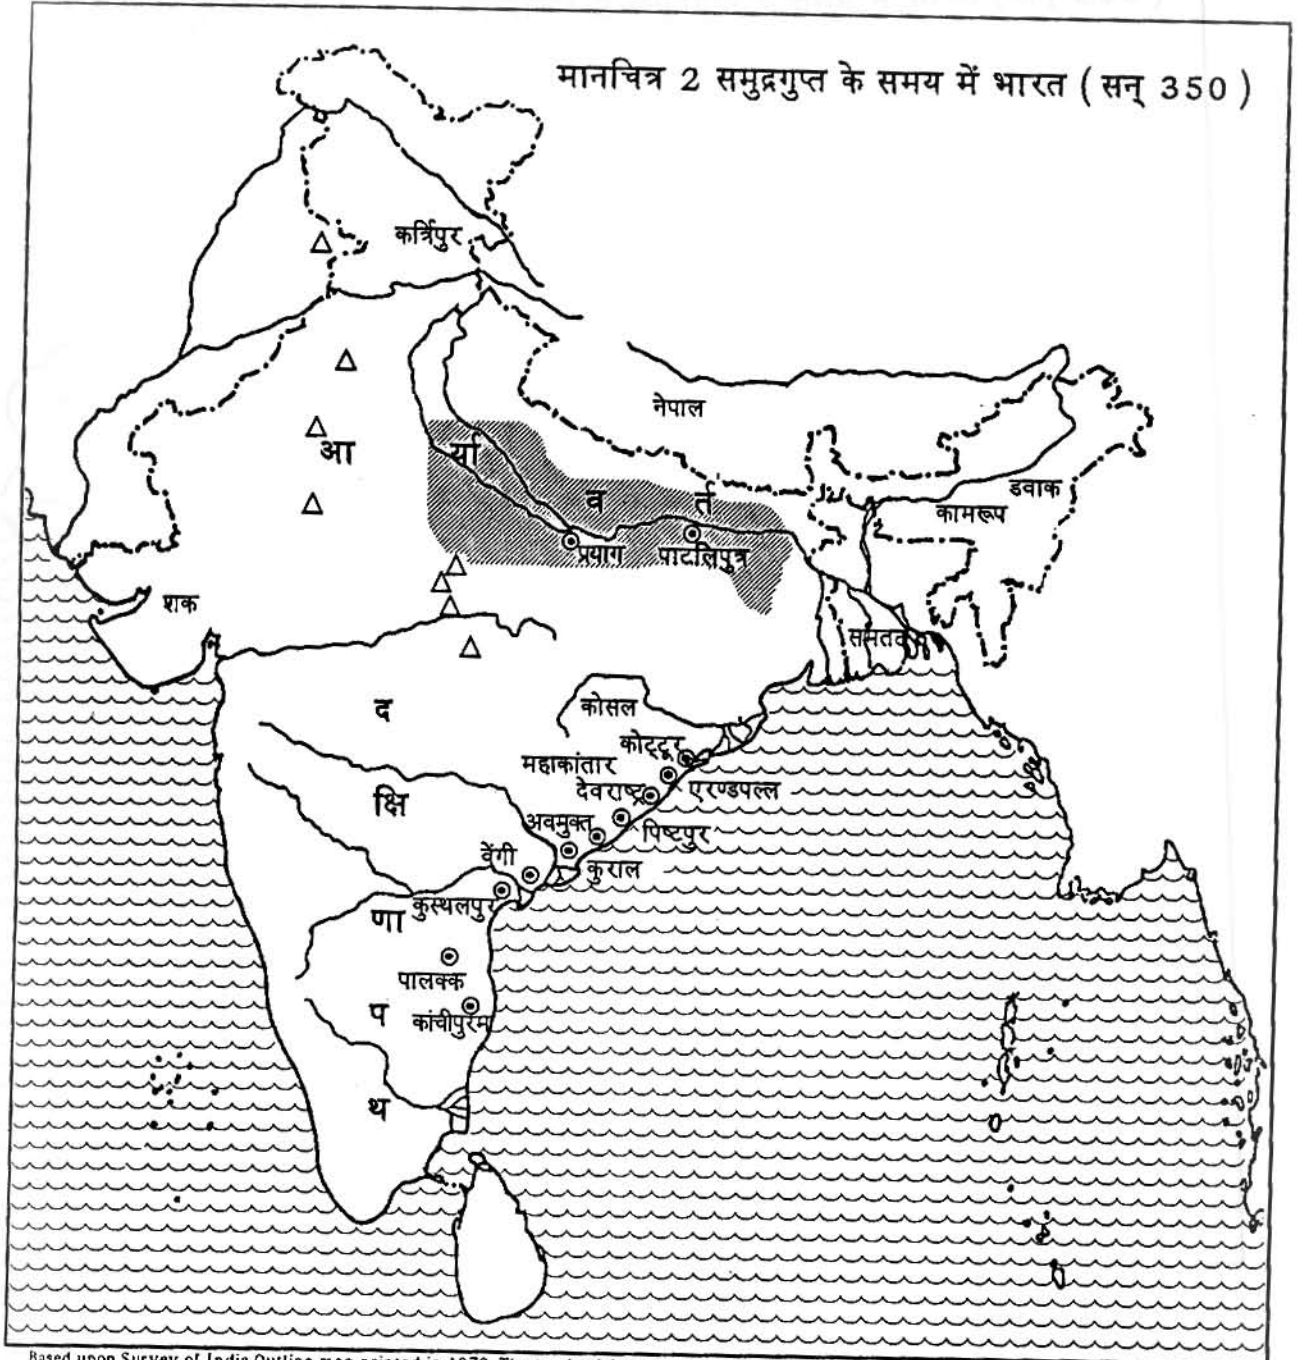 मानचित्र 2 समुद्रगुप्त के समय में भारत ( सन् 350 )
कर्त्रिपुर
नेपाल
आ र्या व र्त
डवाक
कामरूप
प्रयाग
पाटलिपुत्र
शक
समतत
द क्षि णा प थ
कोसल
कोट्टूर
महाकांतार
एरण्डपल्ल
देवराष्ट्र
अवमुक्त
पिष्टपुर
वेंगी
कुराल
कुस्थलपुर
पालक्क
कांचीपुरम
Based upon Survey of India Outline map printed in